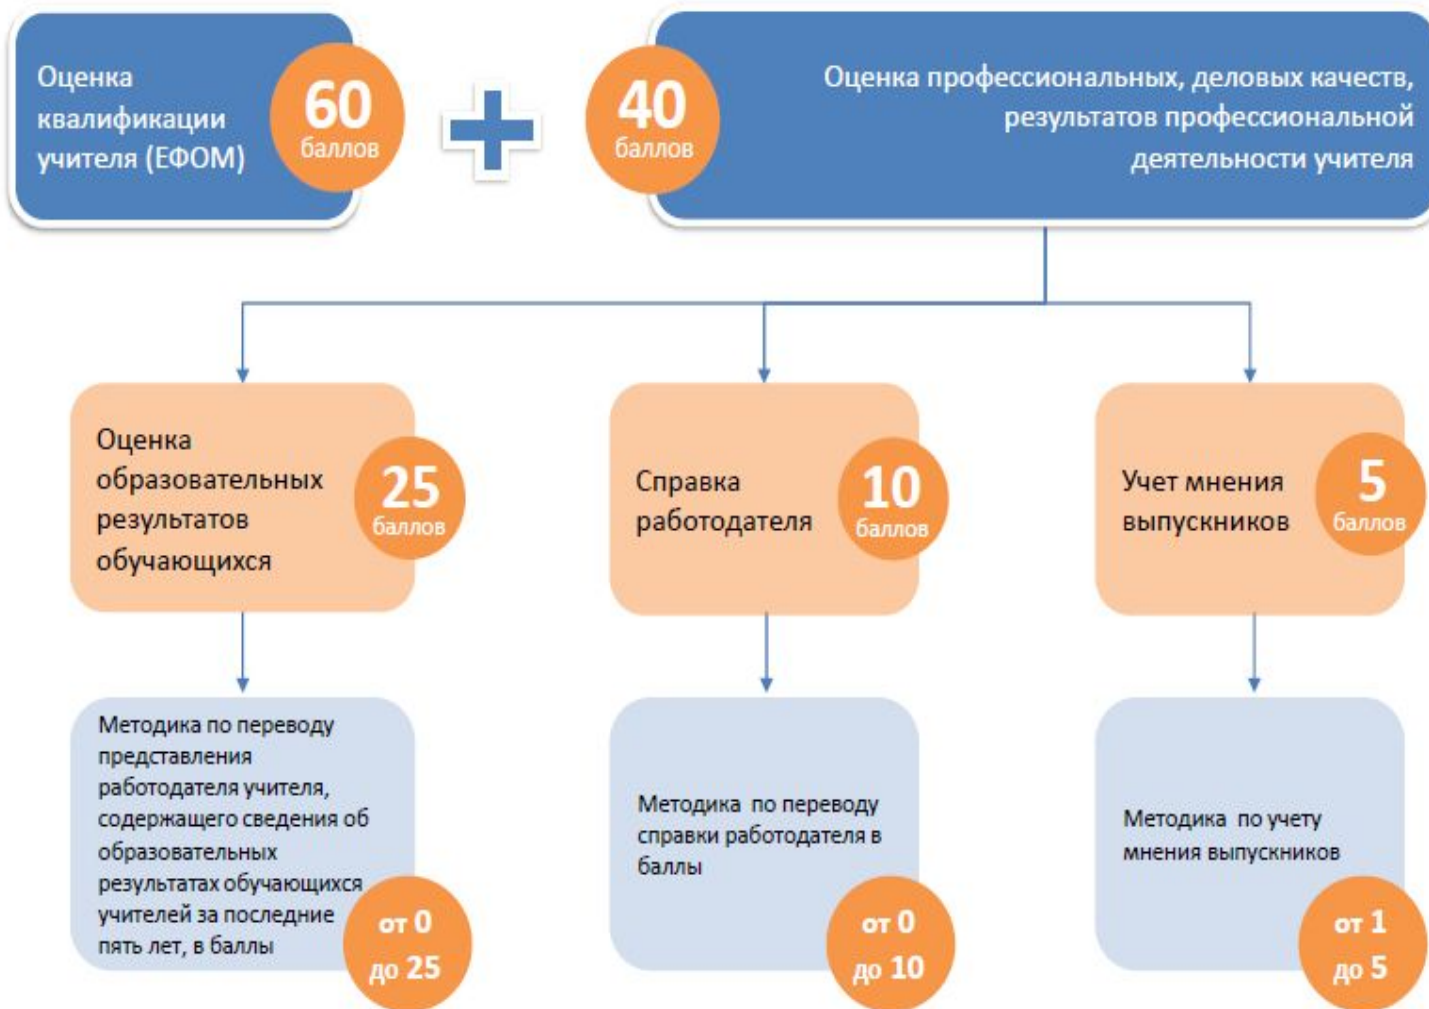 Оценка
квалификации
учителя (ЕФОМ)
60
баллов
40
баллов
Оценка профессиональных, деловых качеств,
результатов профессиональной
деятельности учителя
Оценка
образовательных
результатов
обучающихся
25
баллов
Справка
работодателя
10
баллов
Учет мнения
выпускников
5
баллов
Методика по переводу
представления
работодателя учителя,
содержащего сведения об
образовательных
результатах обучающихся
учителей за последние
пять лет, в баллы
от 0
до 25
Методика по переводу
справки работодателя в
баллы
от 0
до 10
Методика по учету
мнения выпускников
от 1
до 5